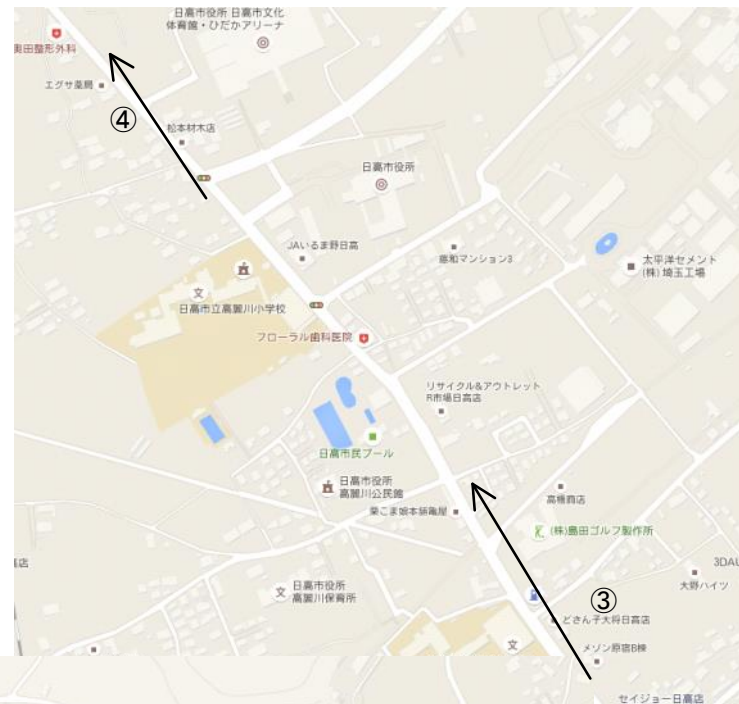 日高市役所 日高市文化
体育館・ひだかアリーナ
奥田整形外科
エグサ薬局
④
松本材木店
日高市役所
JAいるま野日高
藤和マンション3
太平洋セメント
(株) 埼玉工場
文
日高市立高麗川小学校
フローラル歯科医院
リサイクル&アウトレット
R市場日高店
日高市民プール
日高市役所
高麗川公民館
高橋商店
栗こま娘本舗亀屋
(株)島田ゴルフ製作所
店
3DAU
大野ハイツ
文
日高市役所
高麗川保育所
③
どさん子大将日高店
文
メゾン原宿B棟
セイジョー日高店